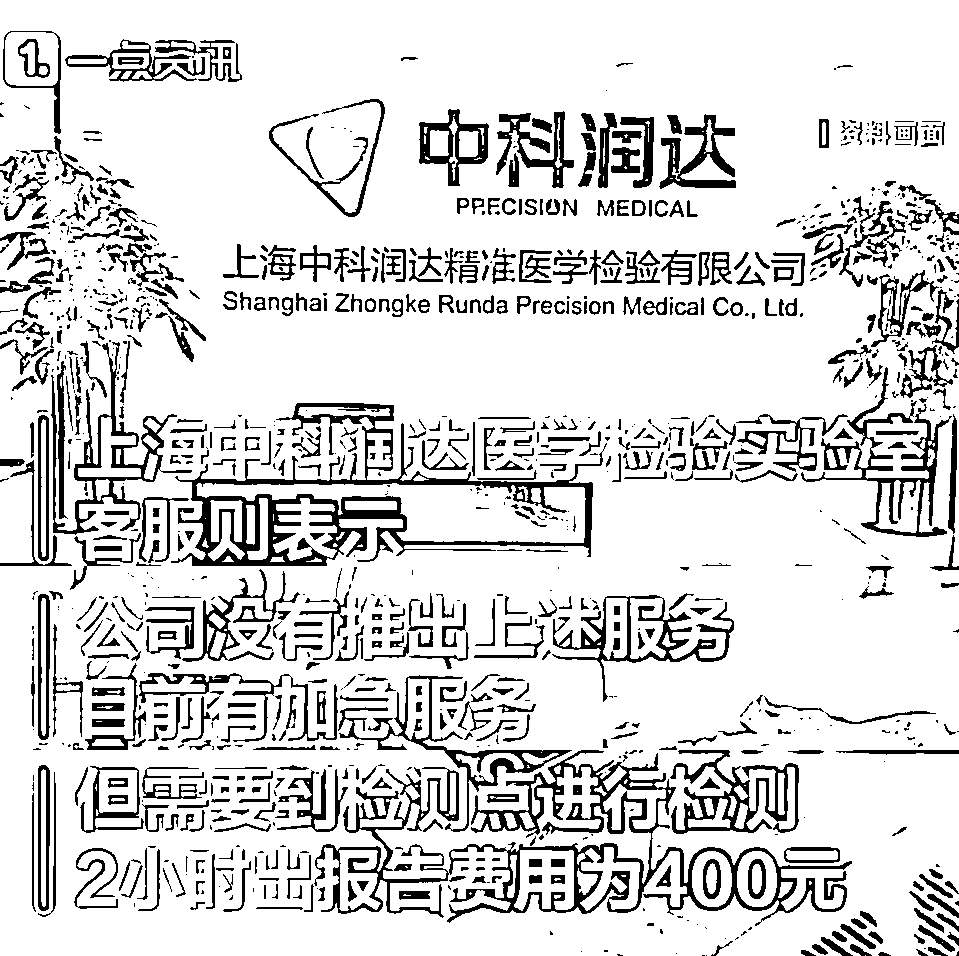 1. 一点资讯
中科润达
资料画面
PRECISION MEDICAL
上海中科润达精准医学检验有限公司
Shanghai Zhongke Runda Precision Medical Co., Ltd.
上海中科润达医学检验实验室
客服则表示
公司没有推出上述服务
目前有加急服务
但需要到检测点进行检测
2小时出报告费用为400元